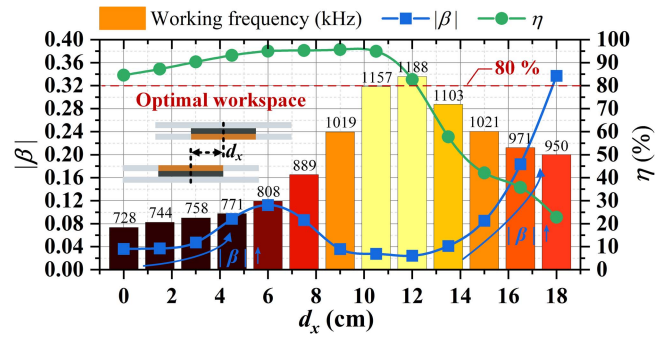 Working frequency (kHz) |β| η
0.40 100
0.36 90
0.32 80
0.28 70
0.24 60
0.20 50
0.16 40
0.12 30
0.08 20
0.04 10
0.00 0
|β|
η (%)
80 %
Optimal workspace
dₓ
728 744 758 771 808 889 1019 1157 1188 1103 1021 971 950
| β | ↑
| β | ↑
0 2 4 6 8 10 12 14 16 18
dₓ (cm)